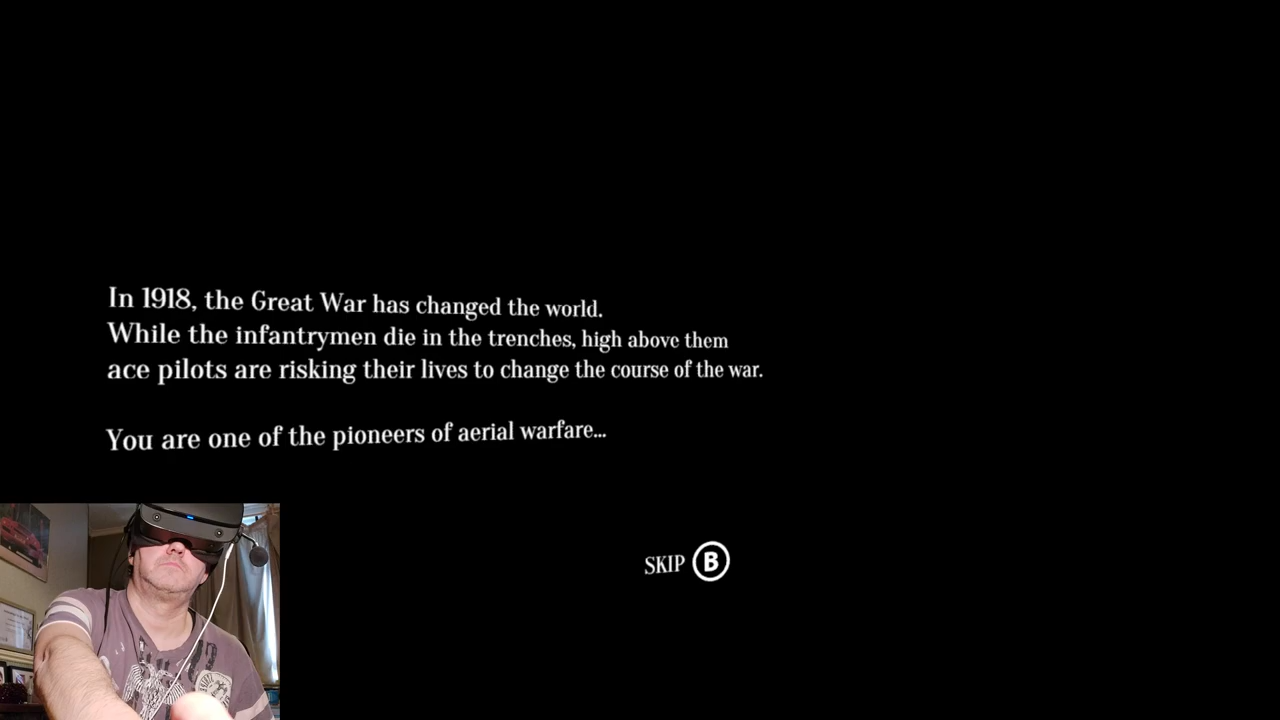 In 1918, the Great War has changed the world.
While the infantrymen die in the trenches, high above them
ace pilots are risking their lives to change the course of the war.
You are one of the pioneers of aerial warfare...
SKIP B